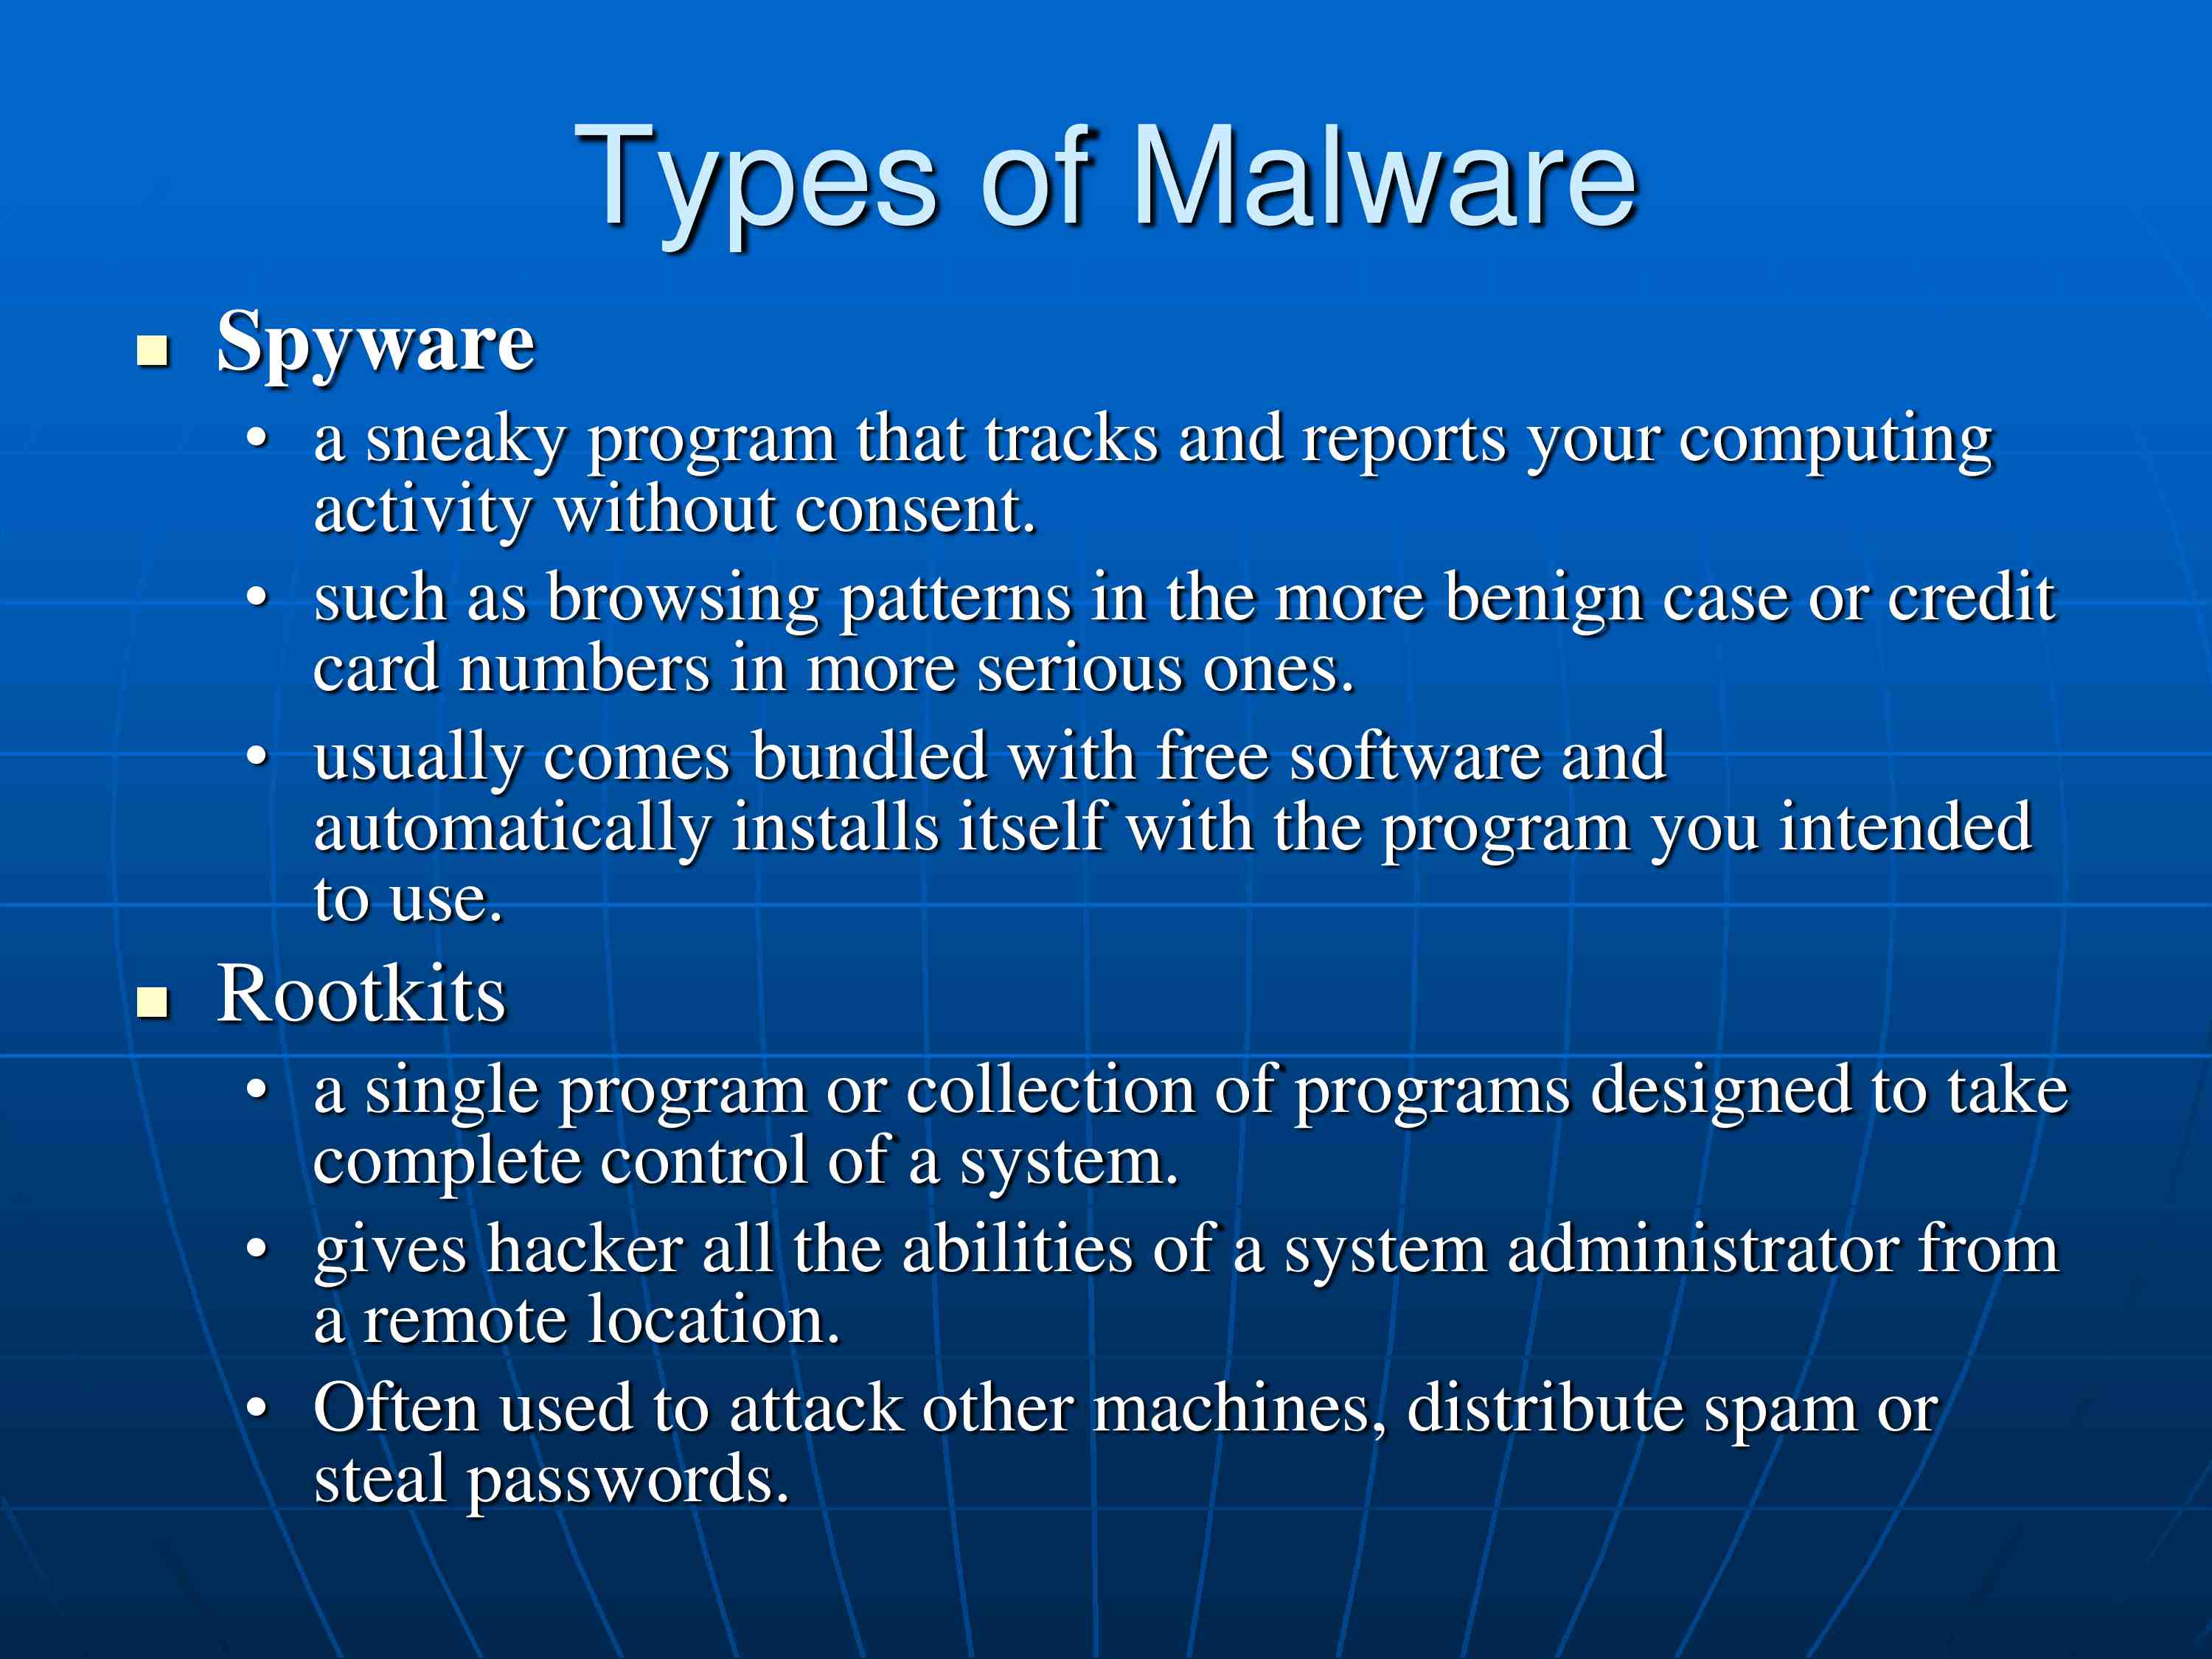 Types of Malware
Spyware
• a sneaky program that tracks and reports your computing
activity without consent.
• such as browsing patterns in the more benign case or credit
card numbers in more serious ones.
• usually comes bundled with free software and
automatically installs itself with the program you intended
to use.
Rootkits
• a single program or collection of programs designed to take
complete control of a system.
• gives hacker all the abilities of a system administrator from
a remote location.
• Often used to attack other machines, distribute spam or
steal passwords.